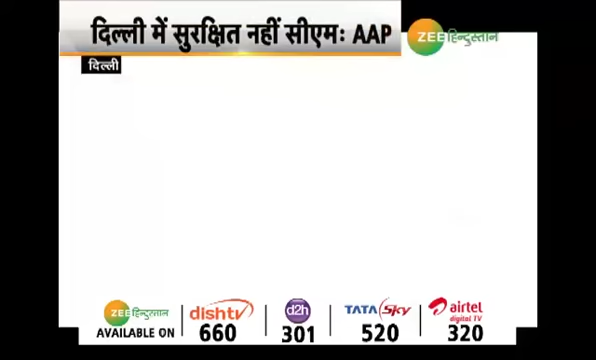 दिल्ली में सुरक्षित नहीं सीएम: AAP
ZEE हिन्दुस्तान
दिल्ली
ZEE हिन्दुस्तान
AVAILABLE ON
dishtv
660
d2h
301
TATA Sky
520
airtel
digital TV
320